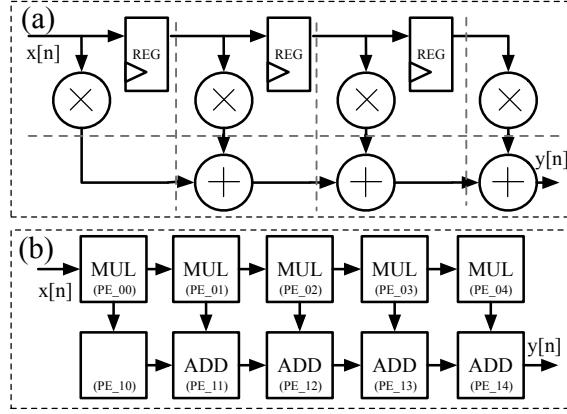 (a)
x[n]
REG
REG
REG
y[n]
(b)
x[n]
MUL
(PE_00)
MUL
(PE_01)
MUL
(PE_02)
MUL
(PE_03)
MUL
(PE_04)
(PE_10)
ADD
(PE_11)
ADD
(PE_12)
ADD
(PE_13)
ADD
(PE_14)
y[n]